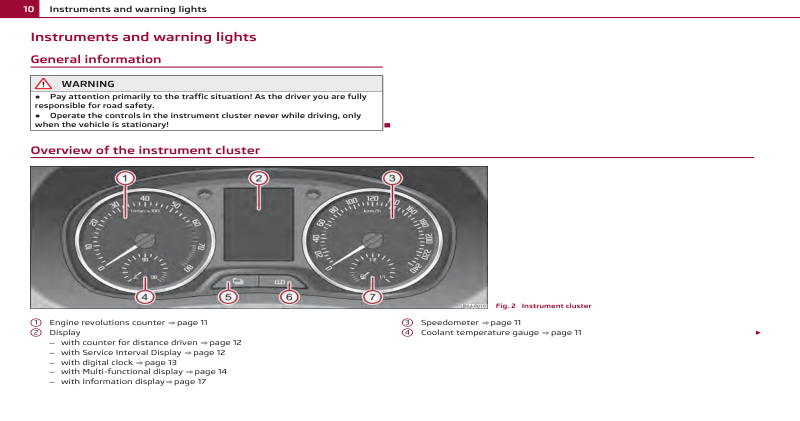 10 Instruments and warning lights
Instruments and warning lights
General information
WARNING
● Pay attention primarily to the traffic situation! As the driver you are fully
responsible for road safety.
● Operate the controls in the instrument cluster never while driving, only
when the vehicle is stationary!
Overview of the instrument cluster
1
2
3
4
5
6
7
Fig. 2 Instrument cluster
① Engine revolutions counter ⇒ page 11
② Display
– with counter for distance driven ⇒ page 12
– with Service Interval Display ⇒ page 12
– with digital clock ⇒ page 13
– with Multi-functional display ⇒ page 14
– with Information display⇒ page 17
③ Speedometer ⇒ page 11
④ Coolant temperature gauge ⇒ page 11